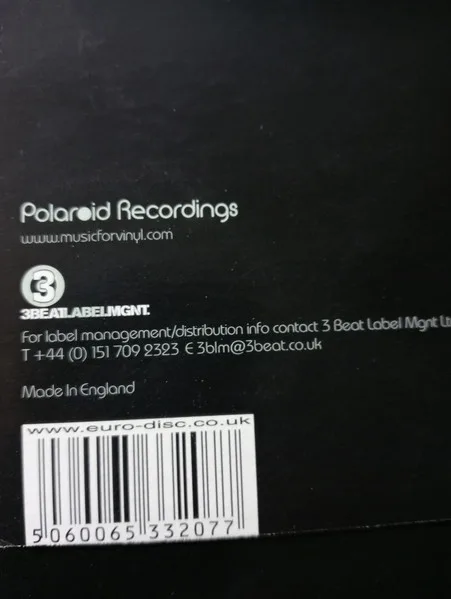 Polaroid Recordings
www.musicforvinyl.com
3
3BEATLABELMGNT.
For label management/distribution info contact 3 Beat Label Mgnt Lt
T +44 (0) 151 709 2323 E 3blm@3beat.co.uk
Made In England
www.euro-disc.co.uk
5 060065 332077